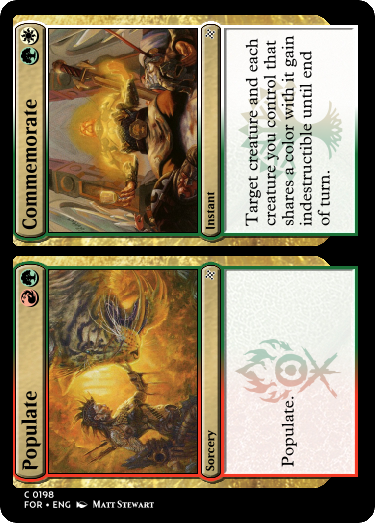 Commemorate
Instant
Target creature and each
creature you control that
shares a color with it gain
indestructible until end
of turn.
Populate
Sorcery
Populate.
C 0198
FOR • ENG MATT STEWART